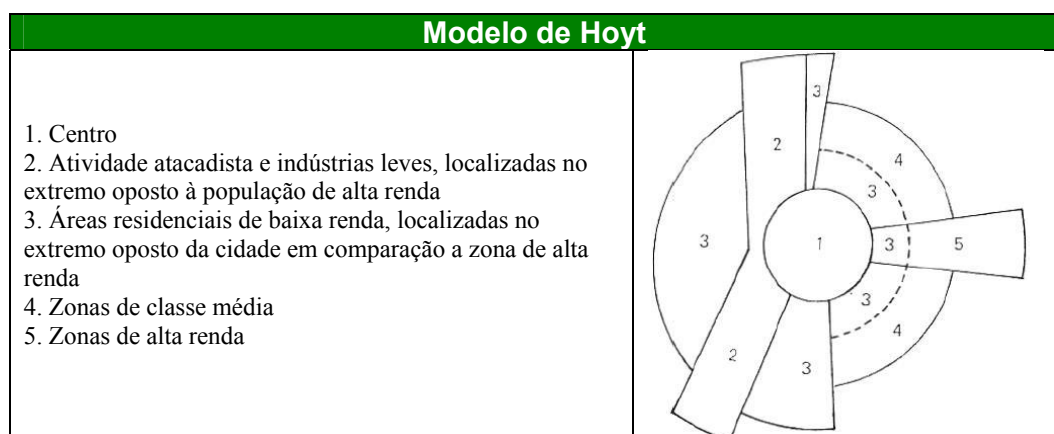 Modelo de Hoyt
1. Centro
2. Atividade atacadista e indústrias leves, localizadas no
extremo oposto à população de alta renda
3. Áreas residenciais de baixa renda, localizadas no
extremo oposto da cidade em comparação a zona de alta
renda
4. Zonas de classe média
5. Zonas de alta renda
3
2
4
3
3
1
3
5
3
4
2
3